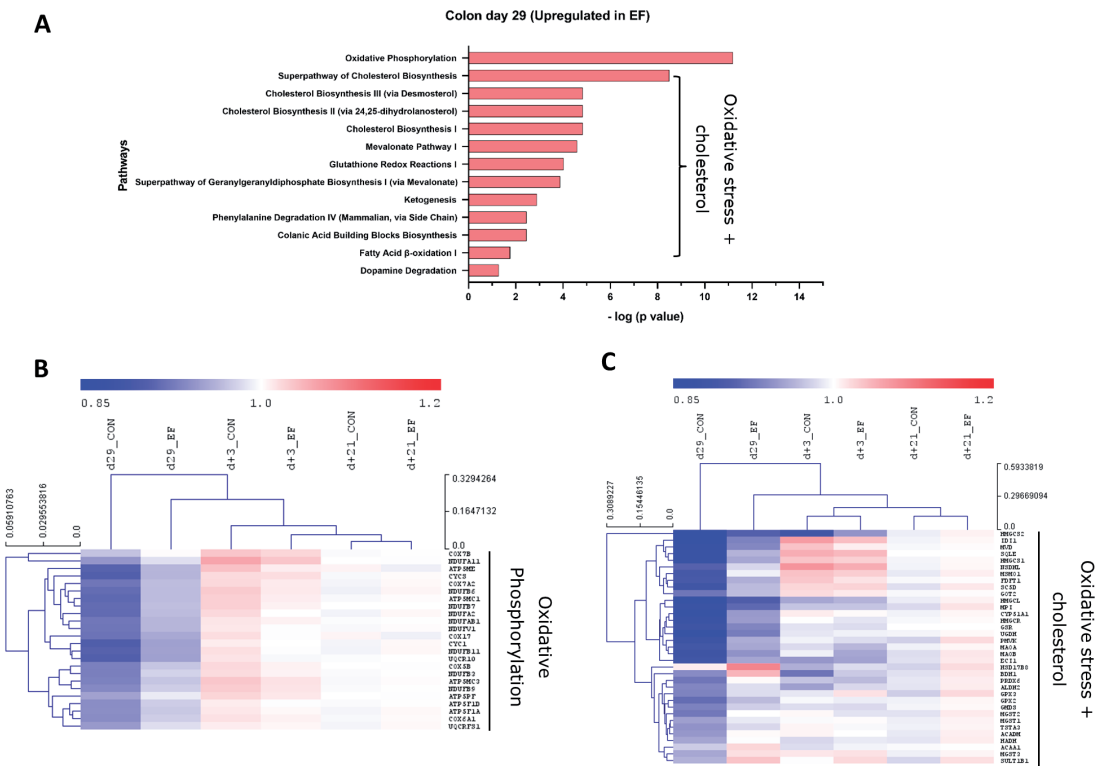 A
Colon day 29 (Upregulated in EF)
Pathways
Oxidative Phosphorylation
Superpathway of Cholesterol Biosynthesis
Cholesterol Biosynthesis III (via Desmosterol)
Cholesterol Biosynthesis II (via 24,25-dihydrolanosterol)
Cholesterol Biosynthesis I
Mevalonate Pathway I
Glutathione Redox Reactions I
Superpathway of Geranylgeranyldiphosphate Biosynthesis I (via Mevalonate)
Ketogenesis
Phenylalanine Degradation IV (Mammalian, via Side Chain)
Colanic Acid Building Blocks Biosynthesis
Fatty Acid β-oxidation I
Dopamine Degradation
0 2 4 6 8 10 12 14
- log (p value)
Oxidative stress +
cholesterol
B
0.85 1.0 1.2
d29_CON
d29_EF
d+3_CON
d+3_EF
d+21_CON
d+21_EF
0.3294264
0.1647132
0.0
0.05910763
0.029553816
0.0
COX7B
NDUFA11
ATP5ME
CYCS
COX7A2
NDUFB6
ATP5MC1
NDUFB7
NDUFA2
NDUFAB1
NDUFV1
COX17
CYC1
NDUFB11
UQCR10
COX5B
NDUFB3
ATP5MC3
NDUFB9
ATP5PF
ATP5F1D
ATP5F1A
COX6A1
UQCRFS1
Oxidative
Phosphorylation
C
0.85 1.0 1.2
d29_CON
d29_EF
d+3_CON
d+3_EF
d+21_CON
d+21_EF
0.5933819
0.29669094
0.0
0.3089227
0.15446135
0.0
HMGCS2
IDI1
MVD
SQLE
HMGCS1
NSDHL
MSMO1
FDFT1
SC5D
GOT2
HMGCL
MPI
CYP51A1
HMGCR
GSR
UGDH
PMVK
MAOA
MAOB
ECI1
HSD17B8
BDH1
PRDX6
ALDH2
GPX3
GPX2
GMDS
MGST2
MGST1
TSTA3
ACADM
HADH
ACAA1
MGST3
SULT1B1
Oxidative stress +
cholesterol